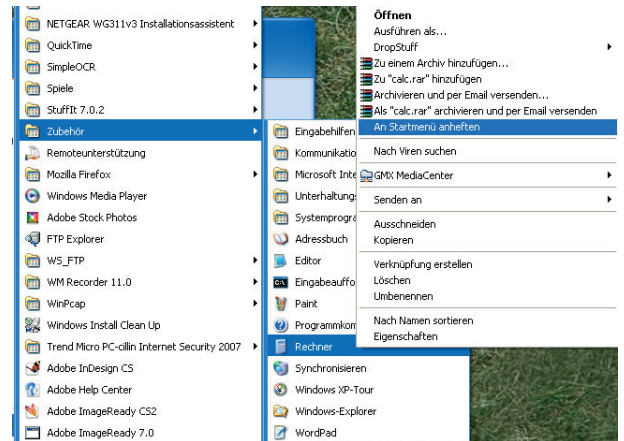 NETGEAR WG311v3 Installationsassistent
QuickTime
SimpleOCR
Spiele
StuffIt 7.0.2
Zubehör
Remoteunterstützung
Mozilla Firefox
Windows Media Player
Adobe Stock Photos
FTP Explorer
WS_FTP
WM Recorder 11.0
WinPcap
Windows Install Clean Up
Trend Micro PC-cillin Internet Security 2007
Adobe InDesign CS
Adobe Help Center
Adobe ImageReady CS2
Adobe ImageReady 7.0
Eingabehilfen
Kommunikatio
Microsoft Inte
Unterhaltungs
Systemprogra
Adressbuch
Editor
Eingabeauffo
Paint
Programmkom
Rechner
Synchronisieren
Windows XP-Tour
Windows-Explorer
WordPad
Öffnen
Ausführen als...
DropStuff
Zu einem Archiv hinzufügen...
Zu "calc.rar" hinzufügen
Archivieren und per Email versenden...
Als "calc.rar" archivieren und per Email versenden
An Startmenü anheften
Nach Viren suchen
GMX MediaCenter
Senden an
Ausschneiden
Kopieren
Verknüpfung erstellen
Löschen
Umbenennen
Nach Namen sortieren
Eigenschaften